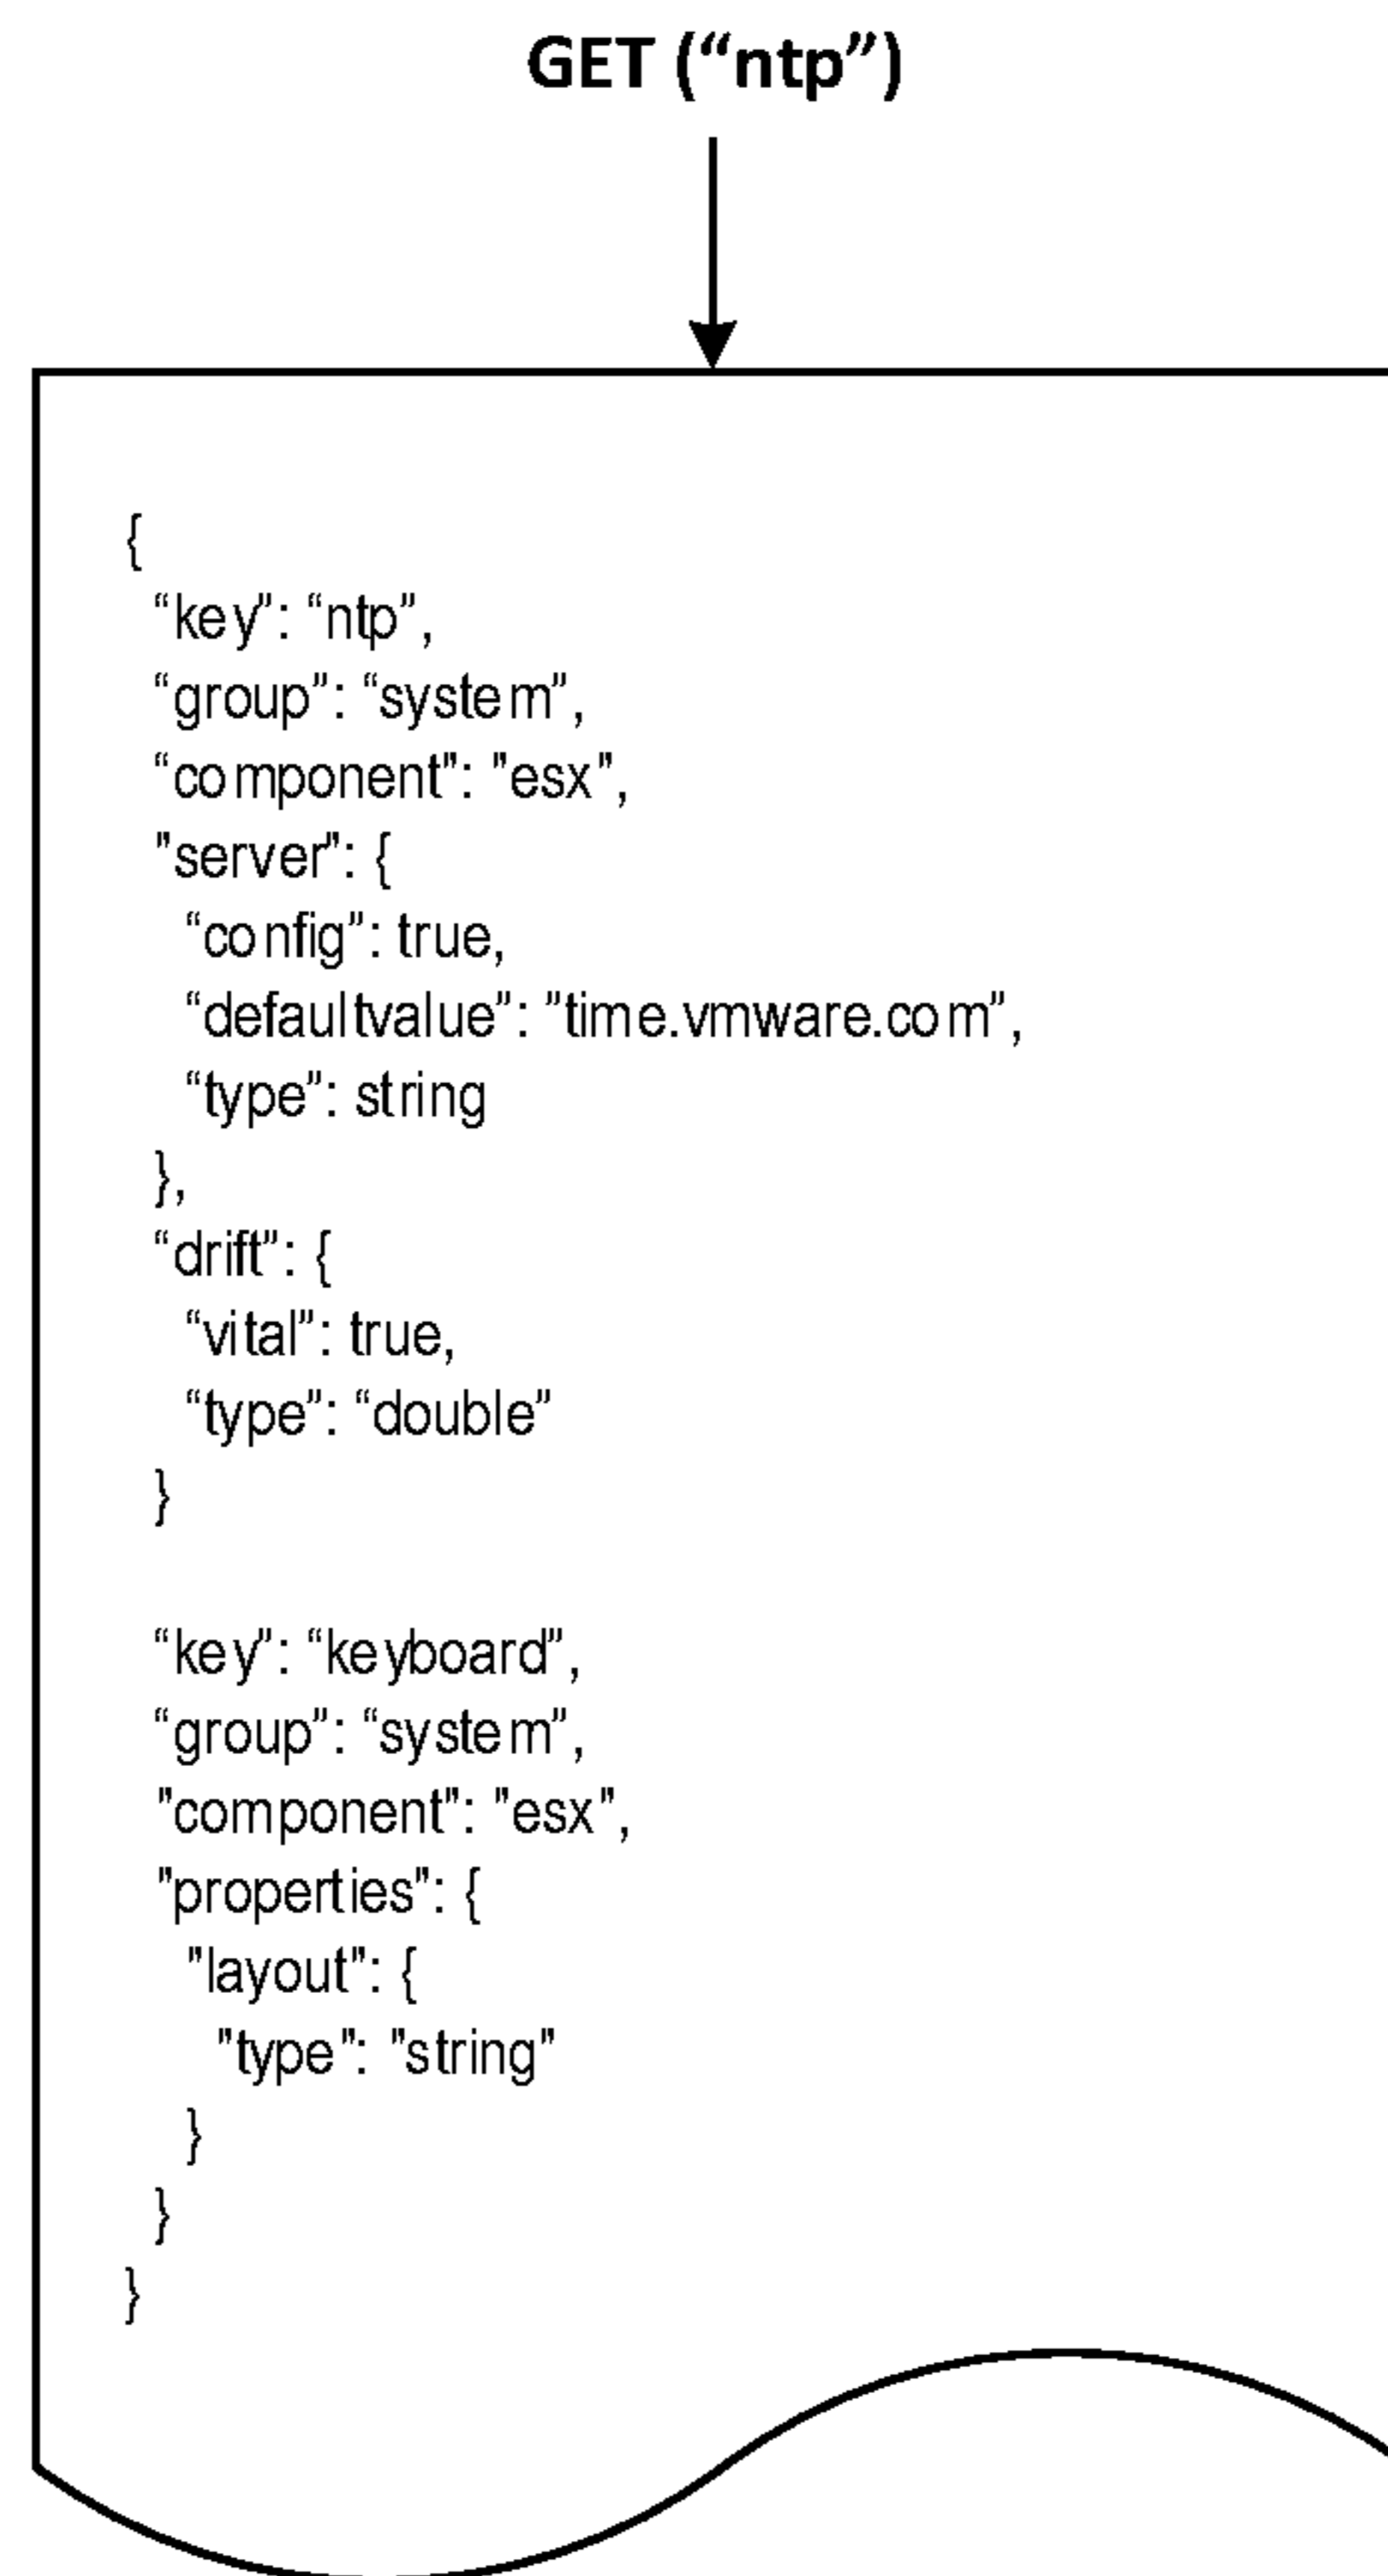 GET (“ntp”)
{
“key”: “ntp”,
“group”: “system”,
“component": "esx",
"server": {
“config”: true,
“defaultvalue”: ”time.vmware.com”,
“type”: string
},
“drift”: {
“vital”: true,
“type”: “double”
}
“key”: “keyboard”,
“group”: “system”,
"component": "esx",
"properties": {
"layout": {
"type": "string"
}
}
}